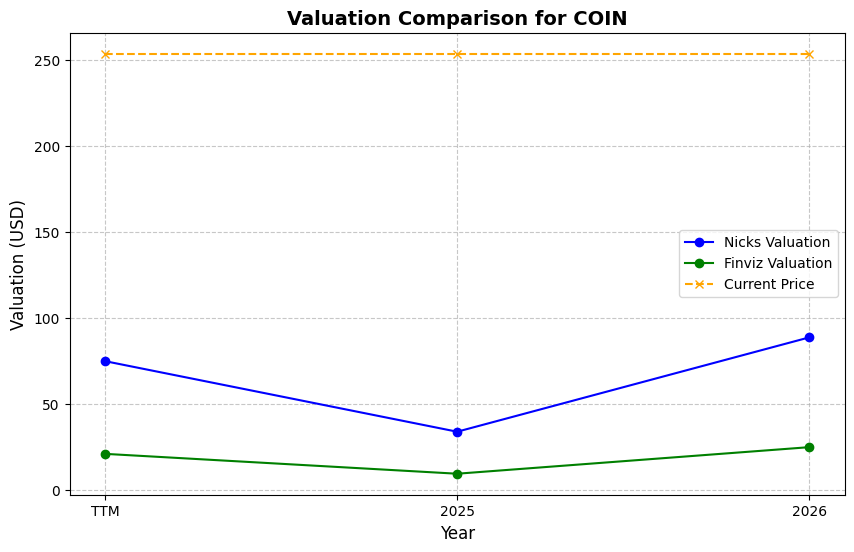 Valuation Comparison for COIN
Valuation (USD)
250
200
150
100
50
0
Nicks Valuation
Finviz Valuation
Current Price
TTM
2025
2026
Year